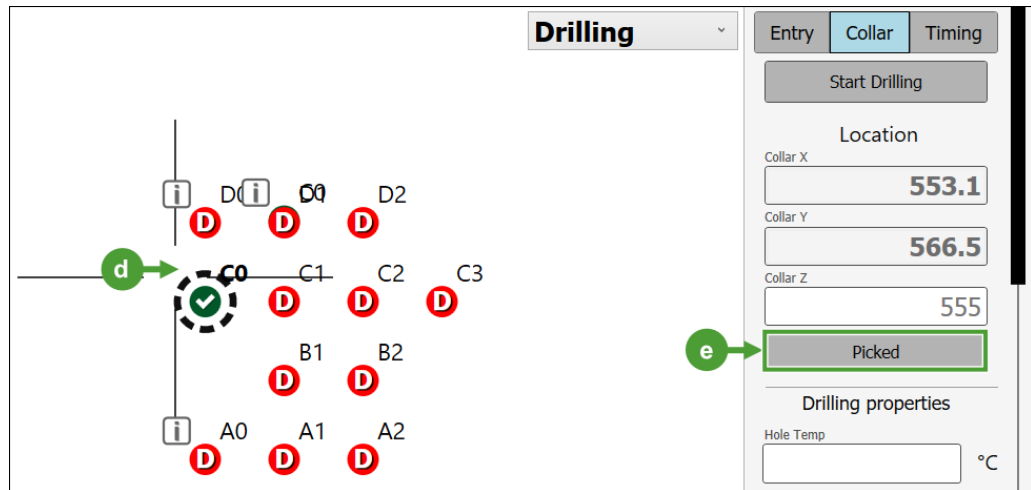 Drilling
Entry Collar Timing
Start Drilling
Location
Collar X
553.1
Collar Y
566.5
Collar Z
555
Picked
Drilling properties
Hole Temp
°C
i D0 i C0 D1 D2
D D D
d
C0 C1 C2 C3
D D D
e
B1 B2
D D
i A0 A1 A2
D D D